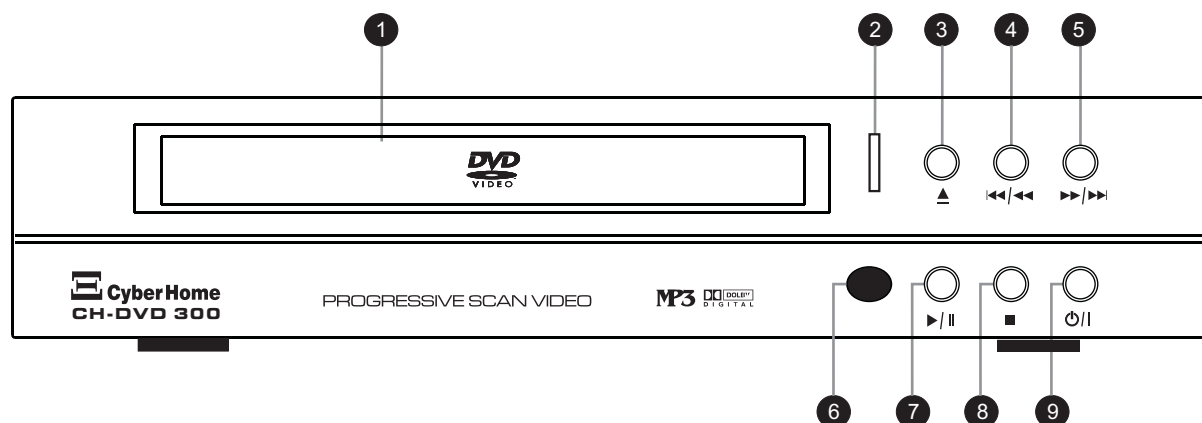 1 2 3 4 5
DVD
VIDEO
CyberHome
CH-DVD 300
PROGRESSIVE SCAN VIDEO
MP3
DIGITAL
6 7 8 9